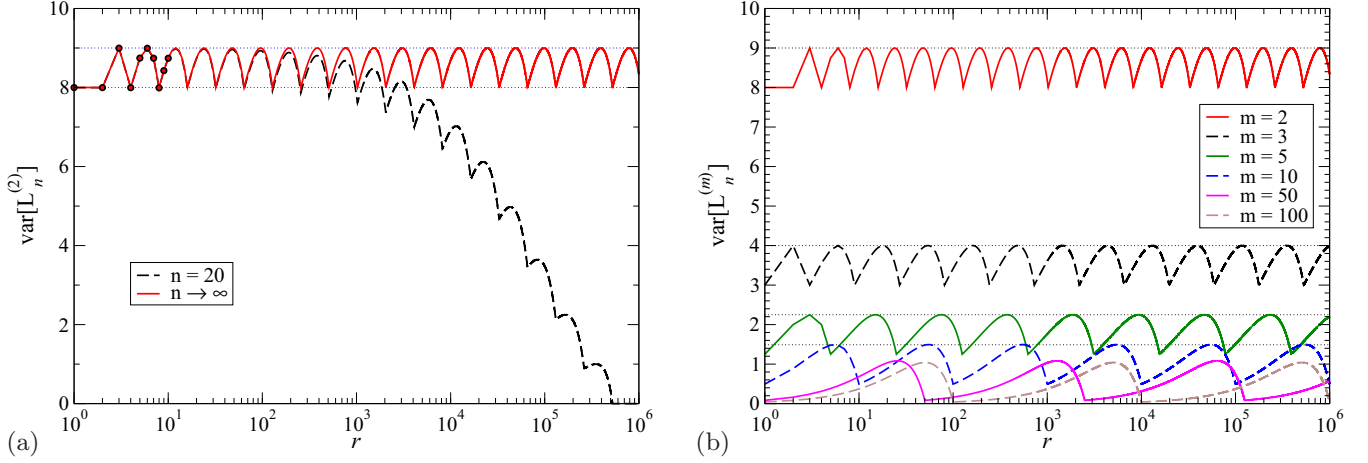 9
8
6
4
2
0
var[L_n^{(2)}]
n = 20
n → ∞
10^0
10^1
10^2
10^3
10^4
10^5
10^6
r
(a)
10
9
8
7
6
5
4
3
2
1
0
var[L_n^{(m)}]
m = 2
m = 3
m = 5
m = 10
m = 50
m = 100
10^0
10^1
10^2
10^3
10^4
10^5
10^6
r
(b)